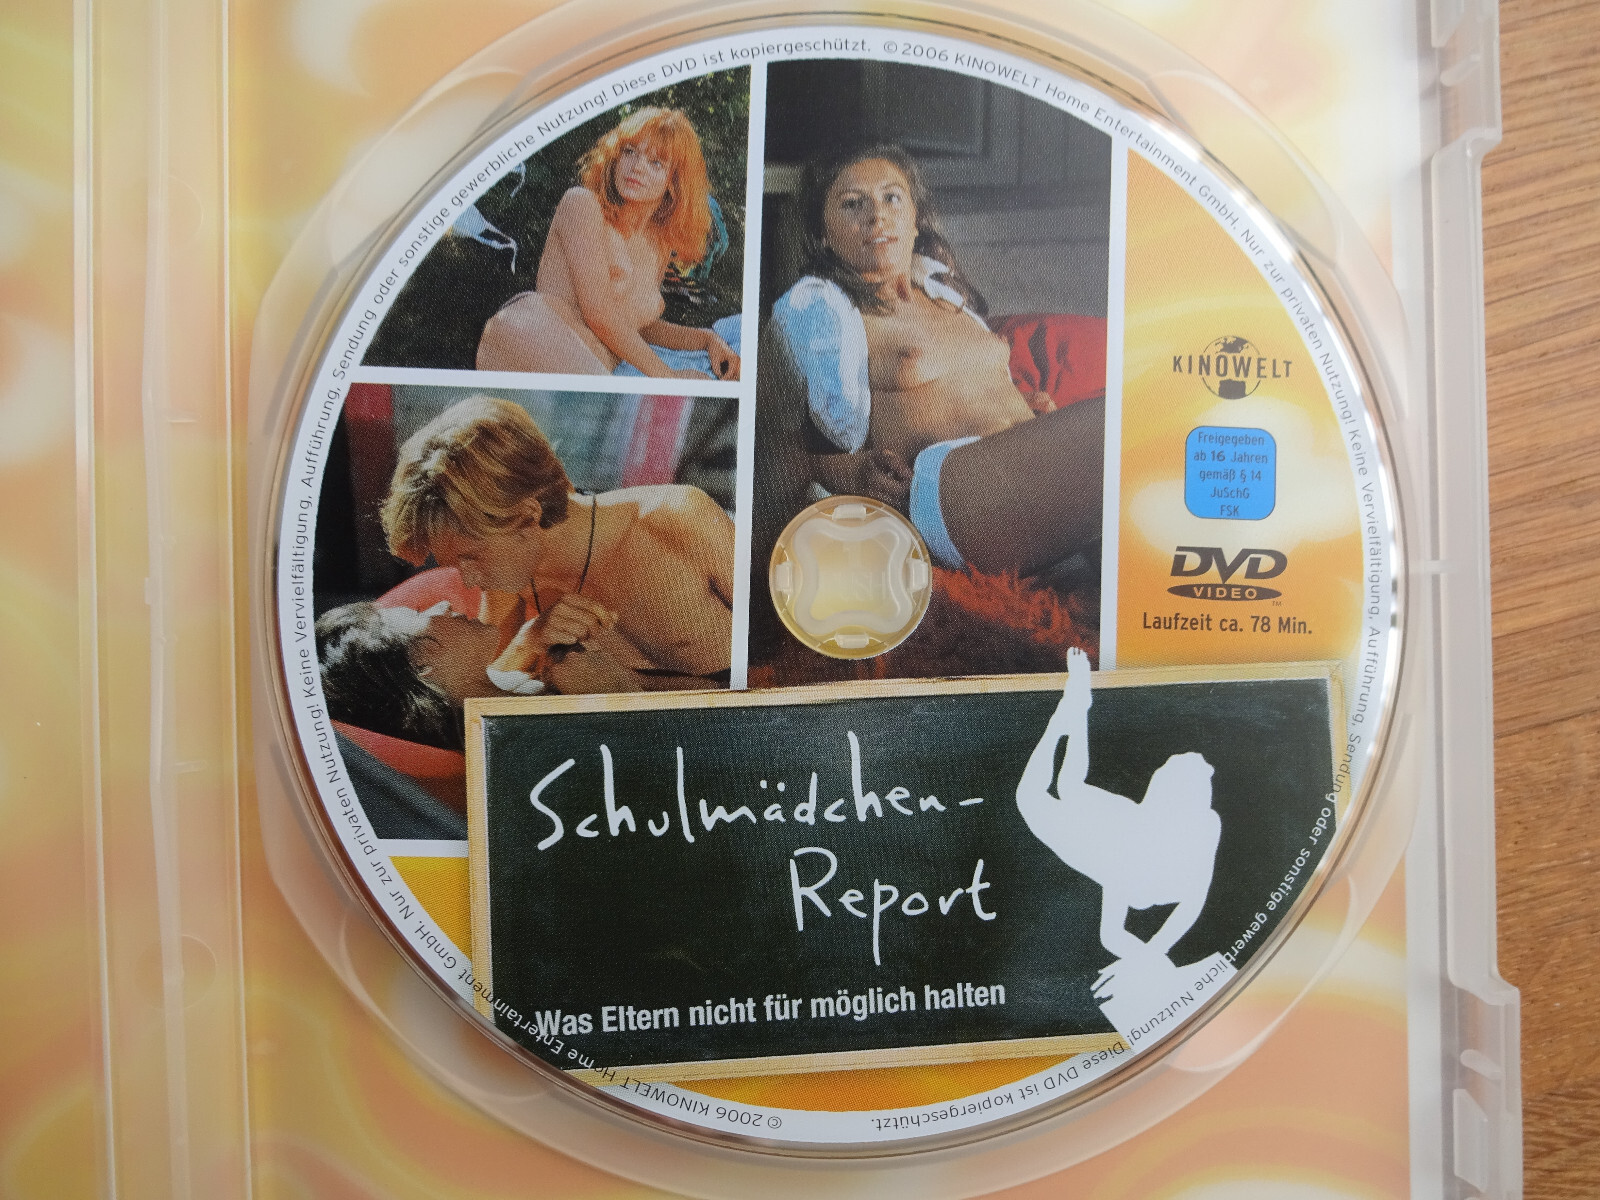 Keine Vervielfältigung, Aufführung, Sendung oder sonstige gewerbliche Nutzung! Diese DVD ist kopiergeschützt. ©2006 KINOWELT Home Entertainment GmbH. Nur zur privaten Nutzung! Keine Vervielfältigung, Aufführung, Sendung oder sonstige gewerbliche Nutzung! Diese DVD ist kopiergeschützt.
©2006 KINOWELT Home Entertainment GmbH. Nur zur privaten Nutzung!
KINOWELT
Freigegeben
ab 16 Jahren
gemäß § 14
JuSchG
FSK
DVD
VIDEO
TM
Laufzeit ca. 78 Min.
Schulmädchen-
Report
Was Eltern nicht für möglich halten